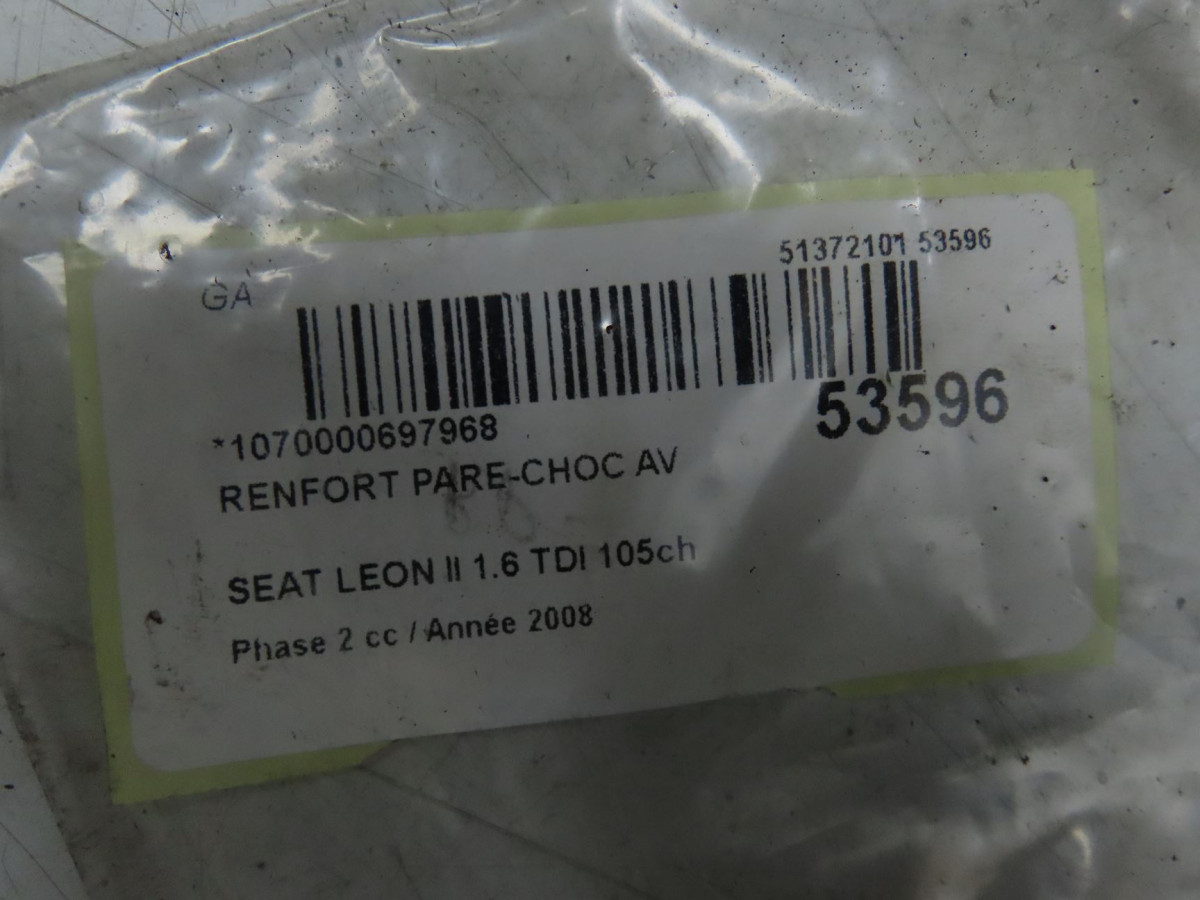 51372101 53596
GA
53596
*1070000697968
RENFORT PARE-CHOC AV
SEAT LEON II 1.6 TDI 105ch
Phase 2 cc / Année 2008